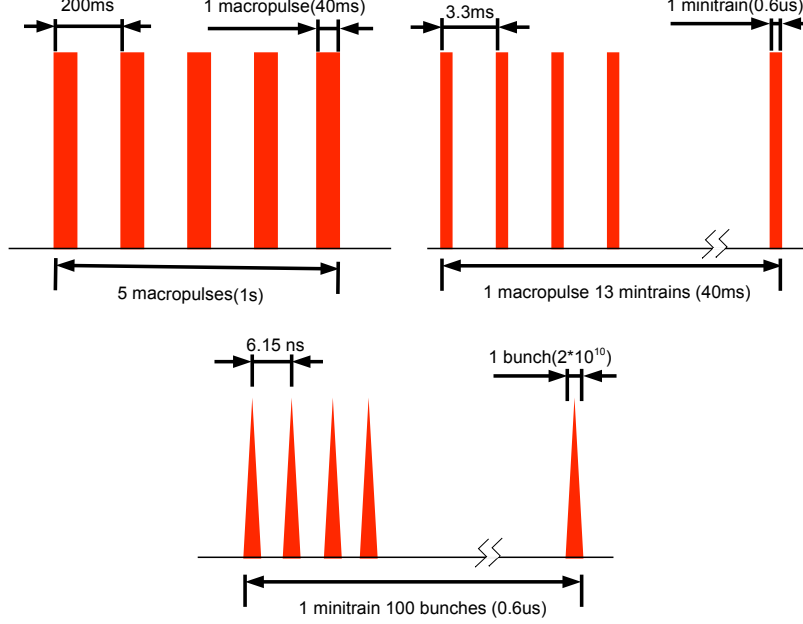 200ms
1 macropulse(40ms)
5 macropulses(1s)
3.3ms
1 minitrain(0.6us)
1 macropulse 13 mintrains (40ms)
6.15 ns
1 bunch(2*10¹⁰)
1 minitrain 100 bunches (0.6us)